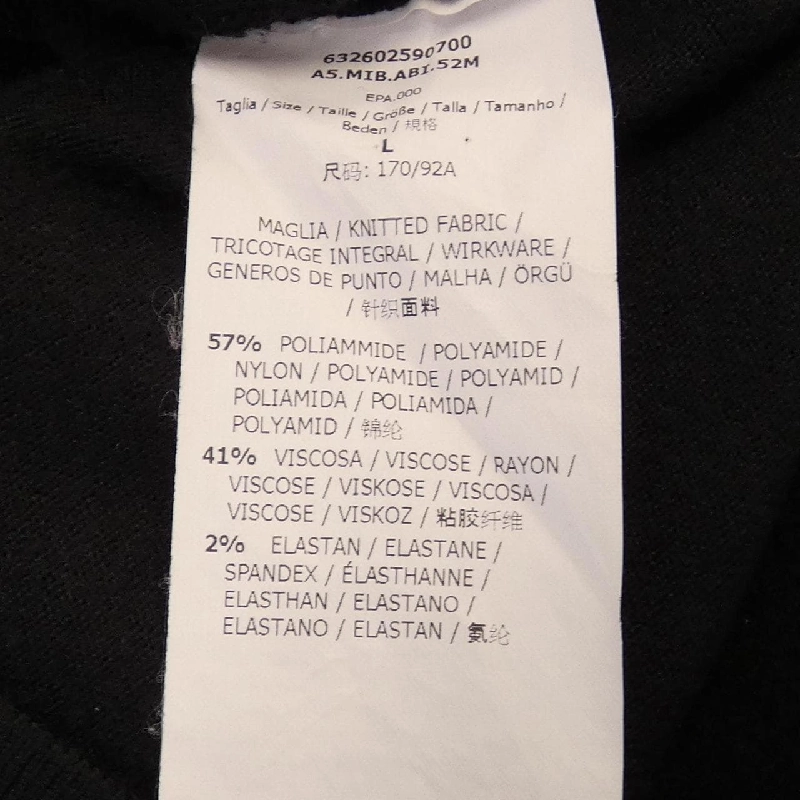 632602590700
A5.MIB.ABI.52M
EPA.000
Taglia / Size / Taille / Größe / Talla / Tamanho /
Beden / 規格
L
尺码: 170/92A
MAGLIA / KNITTED FABRIC /
TRICOTAGE INTEGRAL / WIRKWARE /
GENEROS DE PUNTO / MALHA / ÖRGÜ
/ 针织面料
57% POLIAMMIDE / POLYAMIDE /
NYLON / POLYAMIDE / POLYAMID /
POLIAMIDA / POLIAMIDA /
POLYAMID / 锦纶
41% VISCOSA / VISCOSE / RAYON /
VISCOSE / VISKOSE / VISCOSA /
VISCOSE / VISKOZ / 粘胶纤维
2% ELASTAN / ELASTANE /
SPANDEX / ÉLASTHANNE /
ELASTHAN / ELASTANO /
ELASTANO / ELASTAN / 氨纶